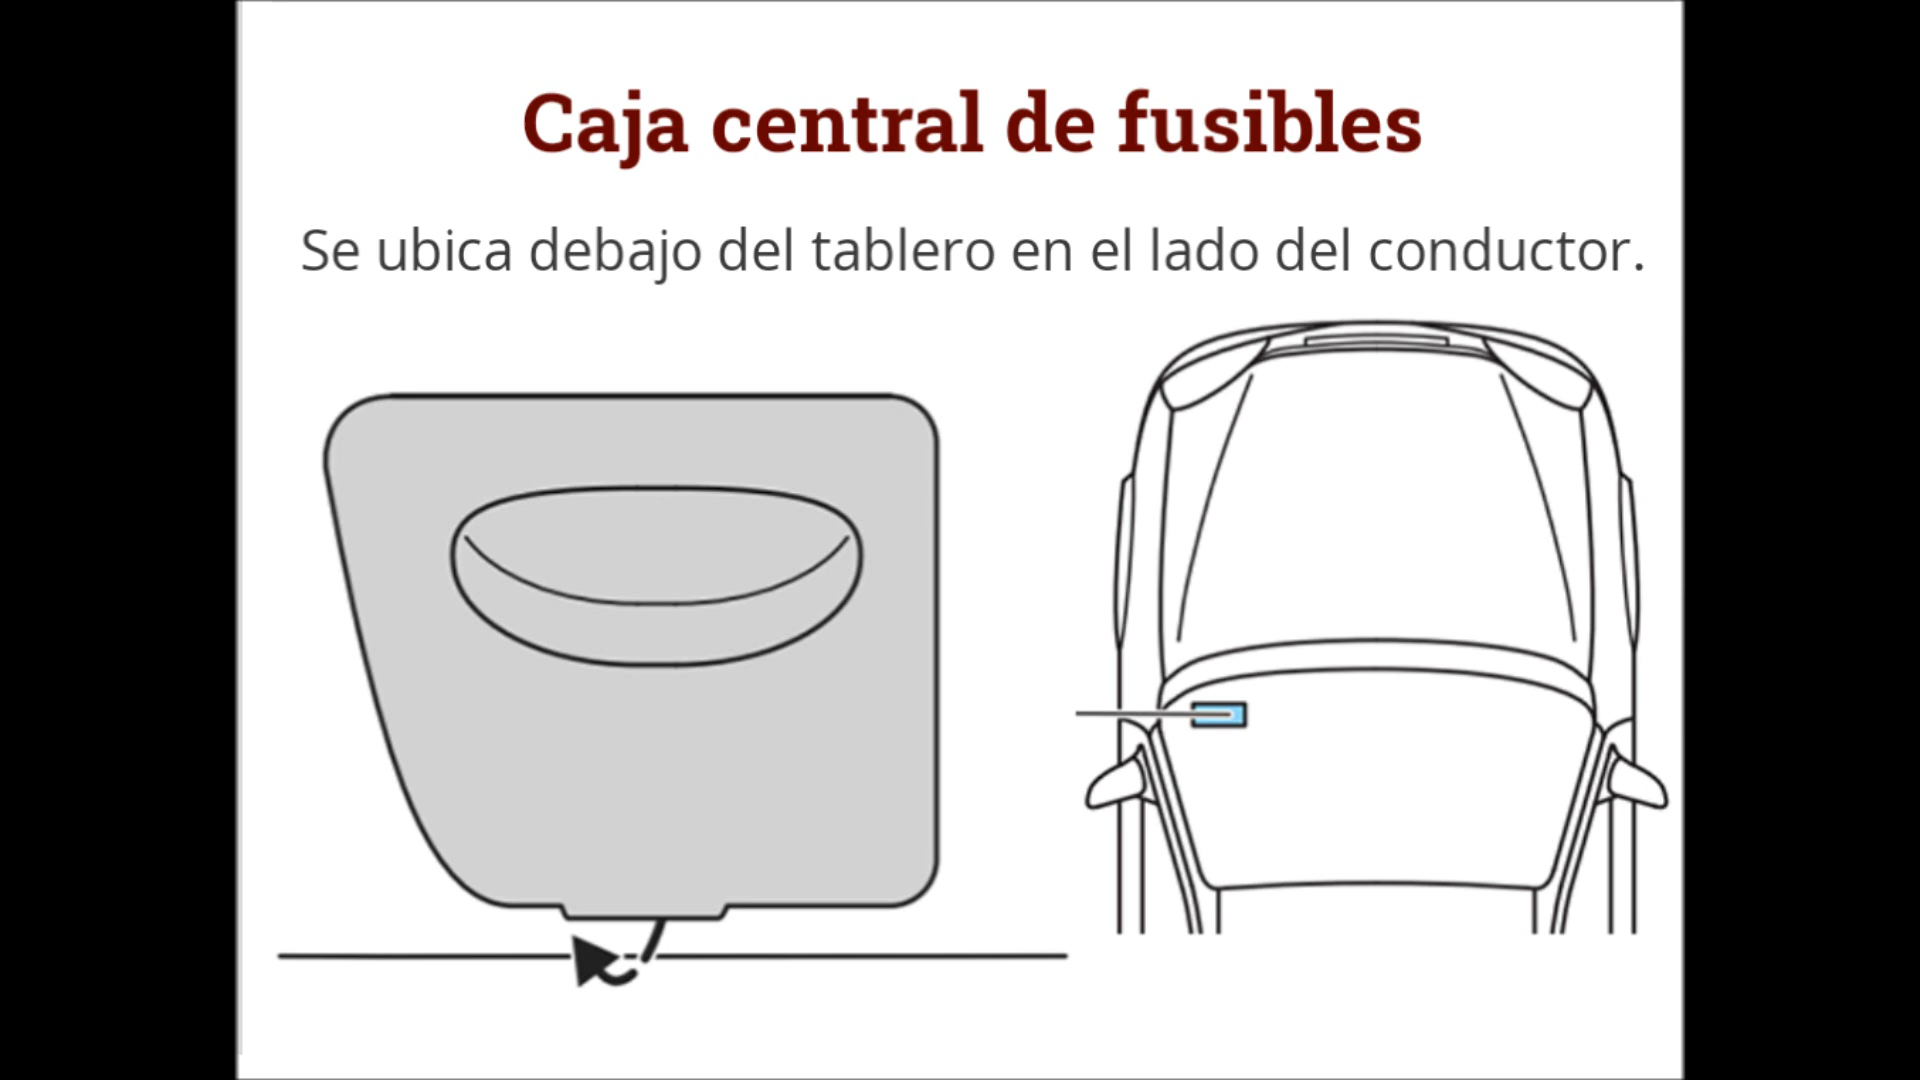 Caja central de fusibles
Se ubica debajo del tablero en el lado del conductor.